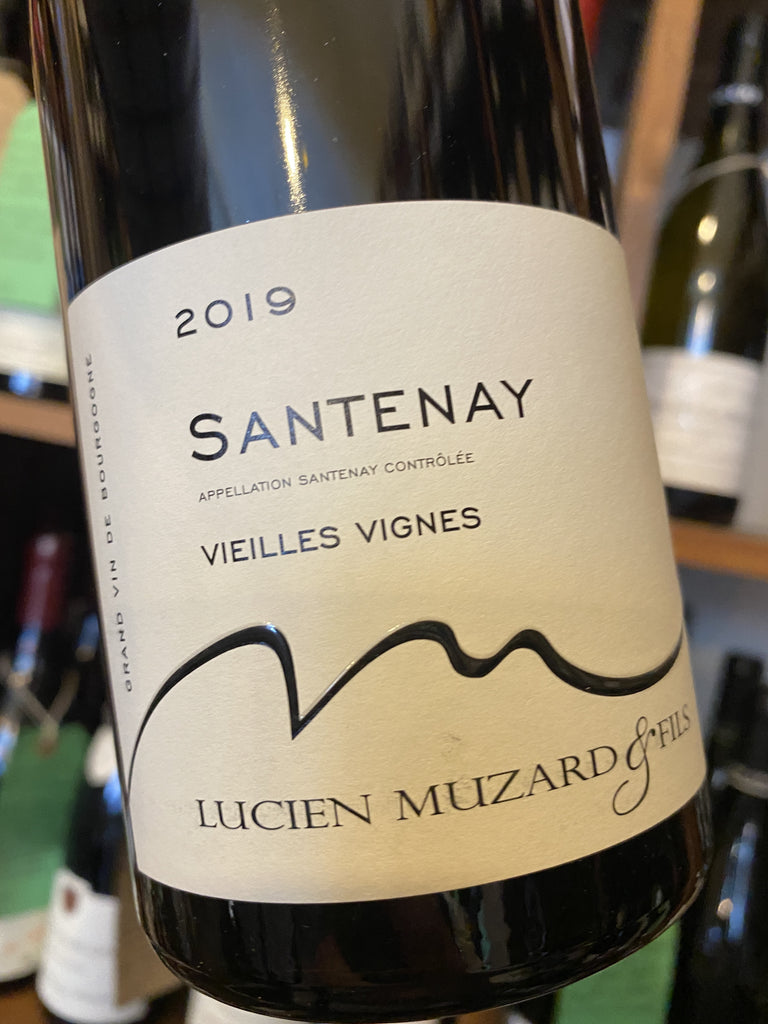 2019
SANTENAY
APPELLATION SANTENAY CONTRÔLÉE
VIEILLES VIGNES
LUCIEN MUZARD & FILS
GRAND VIN DE BOURGOGNE